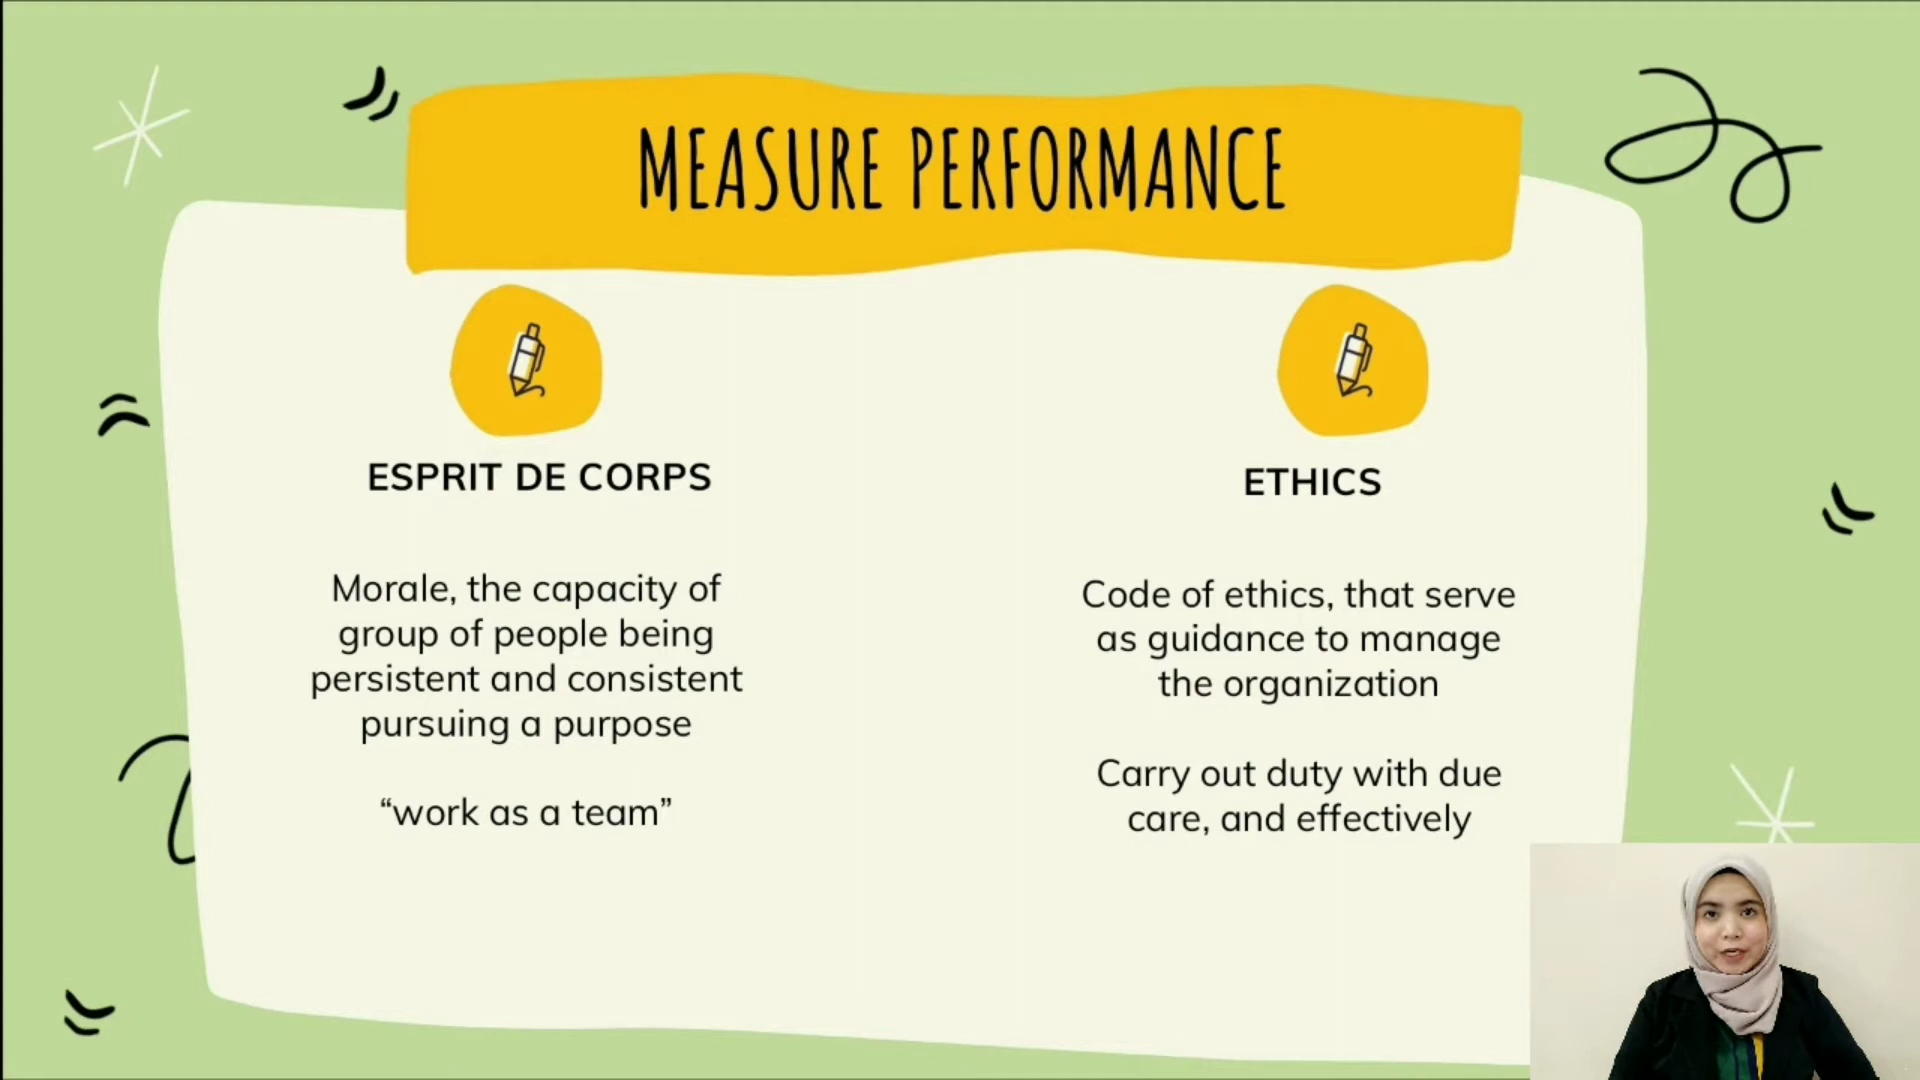 MEASURE PERFORMANCE
ESPRIT DE CORPS
Morale, the capacity of
group of people being
persistent and consistent
pursuing a purpose
“work as a team”
ETHICS
Code of ethics, that serve
as guidance to manage
the organization
Carry out duty with due
care, and effectively